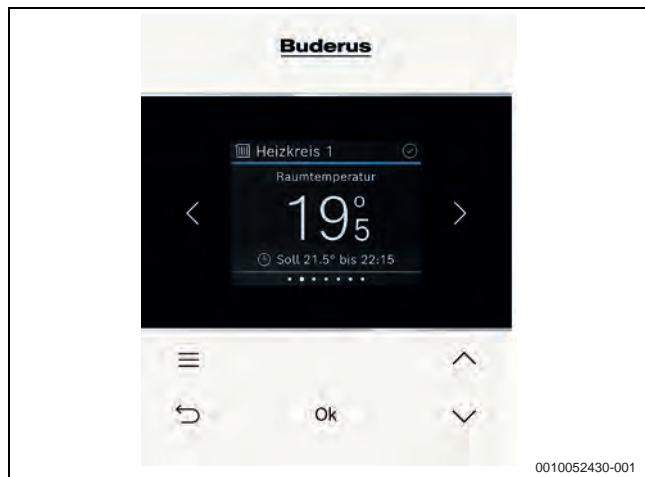 Buderus
Heizkreis 1
Raumtemperatur
19°5
Soll 21.5° bis 22:15
Ok
0010052430-001